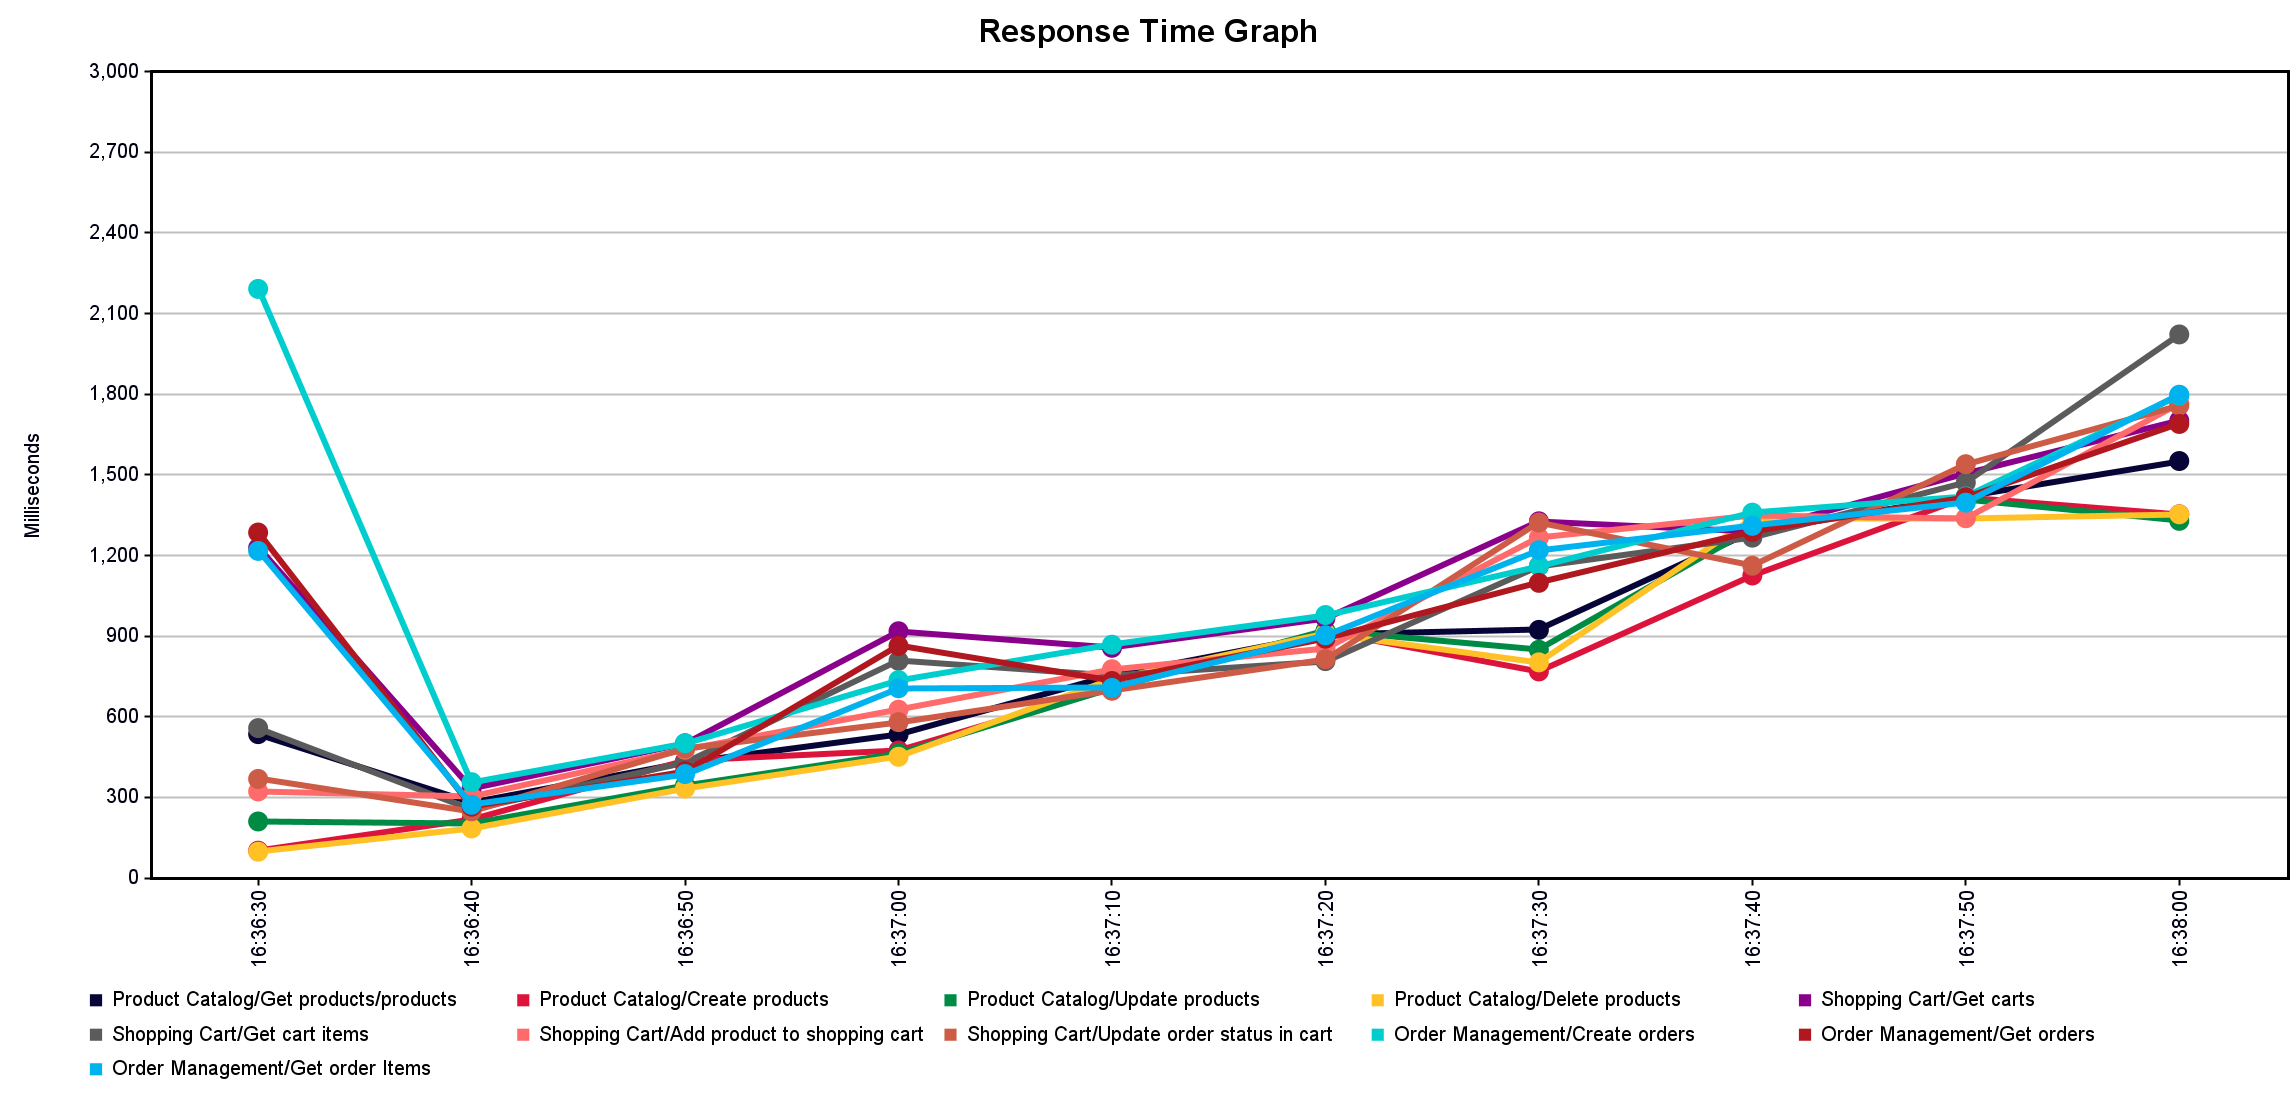 Response Time Graph
3,000
2,700
2,400
2,100
1,800
1,500
1,200
900
600
300
0
Milliseconds
16:36:30
16:36:40
16:36:50
16:37:00
16:37:10
16:37:20
16:37:30
16:37:40
16:37:50
16:38:00
Product Catalog/Get products/products
Product Catalog/Create products
Product Catalog/Update products
Product Catalog/Delete products
Shopping Cart/Get carts
Shopping Cart/Get cart items
Shopping Cart/Add product to shopping cart
Shopping Cart/Update order status in cart
Order Management/Create orders
Order Management/Get orders
Order Management/Get order Items